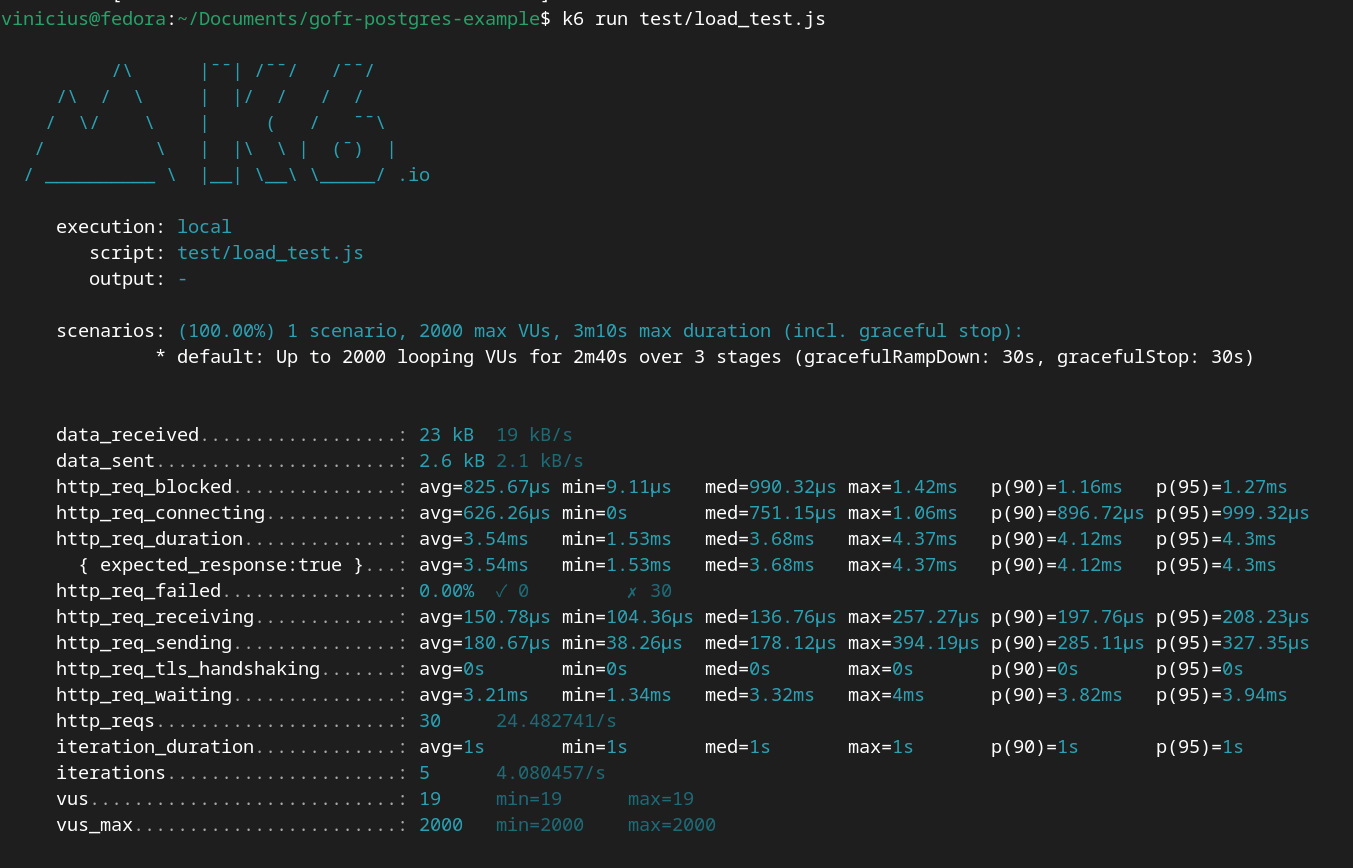 vinicius@fedora:~/Documents/gofr-postgres-example$ k6 run test/load_test.js

          /\      |‾‾| /‾‾/   /‾‾/
     /\  /  \     |  |/  /   /  /
    /  \/    \    |     (   /   ‾‾\
   /          \   |  |\  \ |  (‾)  |
  / __________ \  |__| \__\ \_____/ .io

     execution: local
        script: test/load_test.js
        output: -

     scenarios: (100.00%) 1 scenario, 2000 max VUs, 3m10s max duration (incl. graceful stop):
              * default: Up to 2000 looping VUs for 2m40s over 3 stages (gracefulRampDown: 30s, gracefulStop: 30s)

     data_received..................: 23 kB  19 kB/s
     data_sent......................: 2.6 kB 2.1 kB/s
     http_req_blocked...............: avg=825.67µs min=9.11µs   med=990.32µs max=1.42ms   p(90)=1.16ms   p(95)=1.27ms
     http_req_connecting............: avg=626.26µs min=0s       med=751.15µs max=1.06ms   p(90)=896.72µs p(95)=999.32µs
     http_req_duration..............: avg=3.54ms   min=1.53ms   med=3.68ms   max=4.37ms   p(90)=4.12ms   p(95)=4.3ms
       { expected_response:true }...: avg=3.54ms   min=1.53ms   med=3.68ms   max=4.37ms   p(90)=4.12ms   p(95)=4.3ms
     http_req_failed................: 0.00%  ✓ 0         ✗ 30
     http_req_receiving.............: avg=150.78µs min=104.36µs med=136.76µs max=257.27µs p(90)=197.76µs p(95)=208.23µs
     http_req_sending...............: avg=180.67µs min=38.26µs  med=178.12µs max=394.19µs p(90)=285.11µs p(95)=327.35µs
     http_req_tls_handshaking.......: avg=0s       min=0s       med=0s       max=0s       p(90)=0s       p(95)=0s
     http_req_waiting...............: avg=3.21ms   min=1.34ms   med=3.32ms   max=4ms      p(90)=3.82ms   p(95)=3.94ms
     http_reqs......................: 30     24.482741/s
     iteration_duration.............: avg=1s       min=1s       med=1s       max=1s       p(90)=1s       p(95)=1s
     iterations.....................: 5      4.080457/s
     vus............................: 19     min=19      max=19
     vus_max........................: 2000   min=2000    max=2000